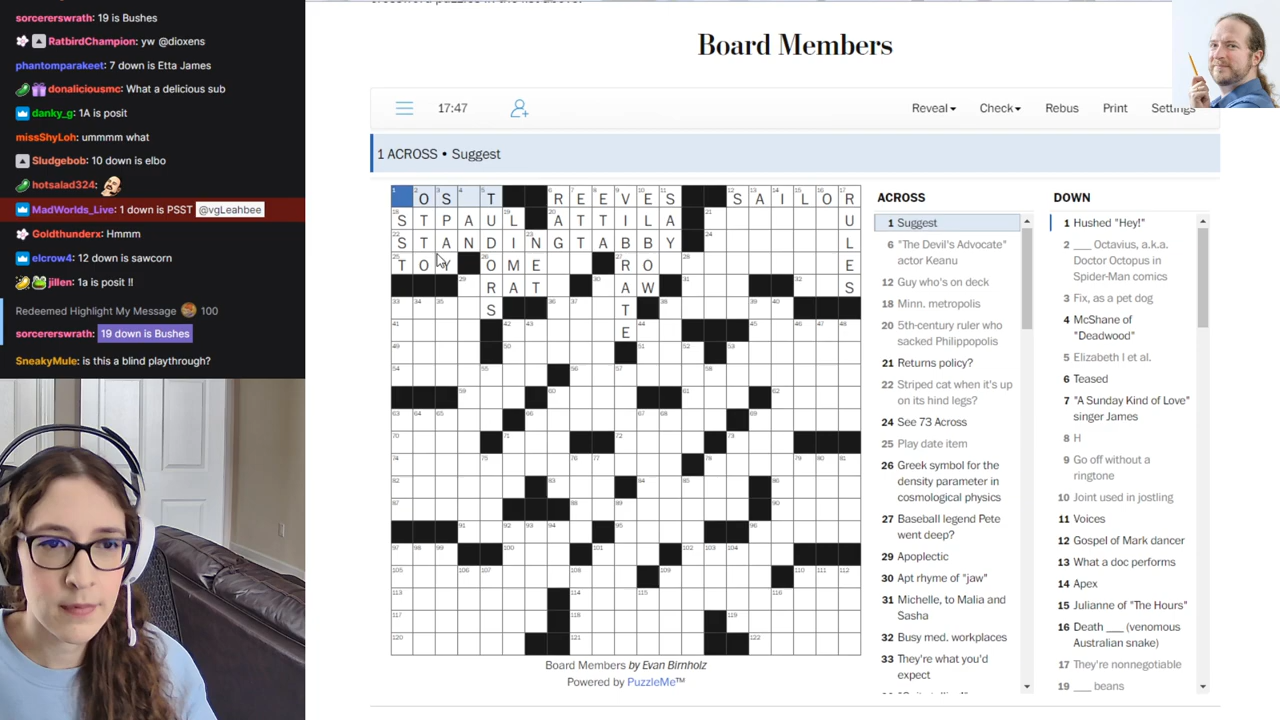 sorcererswrath: 19 is Bushes
RatbirdChampion: yw @dioxens
phantomparakeet: 7 down is Etta James
donaliciousmc: What a delicious sub
danky_g: 1A is posit
missShyLoh: ummmm what
Sludgebob: 10 down is elbo
hotsalad324:
MadWorlds_Live: 1 down is PSST @vgLeahbee
Goldthunderx: Hmmm
elcrow4: 12 down is sawcorn
jillen: 1a is posit !!
Redeemed Highlight My Message 100
sorcererswrath: 19 down is Bushes
SneakyMule: is this a blind playthrough?
Board Members
17:47
Reveal
Check
Rebus
Print
Settings
1 ACROSS • Suggest
O S T R E E V E S S A I L O R
S T P A U L A T T I L A U
S T A N D I N G T A B B Y L
T O Y O M E R O E
R A T A W S
S T
E
Board Members by Evan Birnholz
Powered by PuzzleMe™
ACROSS
1 Suggest
6 "The Devil's Advocate"
actor Keanu
12 Guy who's on deck
18 Minn. metropolis
20 5th-century ruler who
sacked Philippopolis
21 Returns policy?
22 Striped cat when it's up
on its hind legs?
24 See 73 Across
25 Play date item
26 Greek symbol for the
density parameter in
cosmological physics
27 Baseball legend Pete
went deep?
29 Apoplectic
30 Apt rhyme of "jaw"
31 Michelle, to Malia and
Sasha
32 Busy med. workplaces
33 They're what you'd
expect
DOWN
1 Hushed "Hey!"
2 ___ Octavius, a.k.a.
Doctor Octopus in
Spider-Man comics
3 Fix, as a pet dog
4 McShane of
"Deadwood"
5 Elizabeth I et al.
6 Teased
7 "A Sunday Kind of Love"
singer James
8 H
9 Go off without a
ringtone
10 Joint used in jostling
11 Voices
12 Gospel of Mark dancer
13 What a doc performs
14 Apex
15 Julianne of "The Hours"
16 Death ___ (venomous
Australian snake)
17 They're nonnegotiable
19 ___ beans